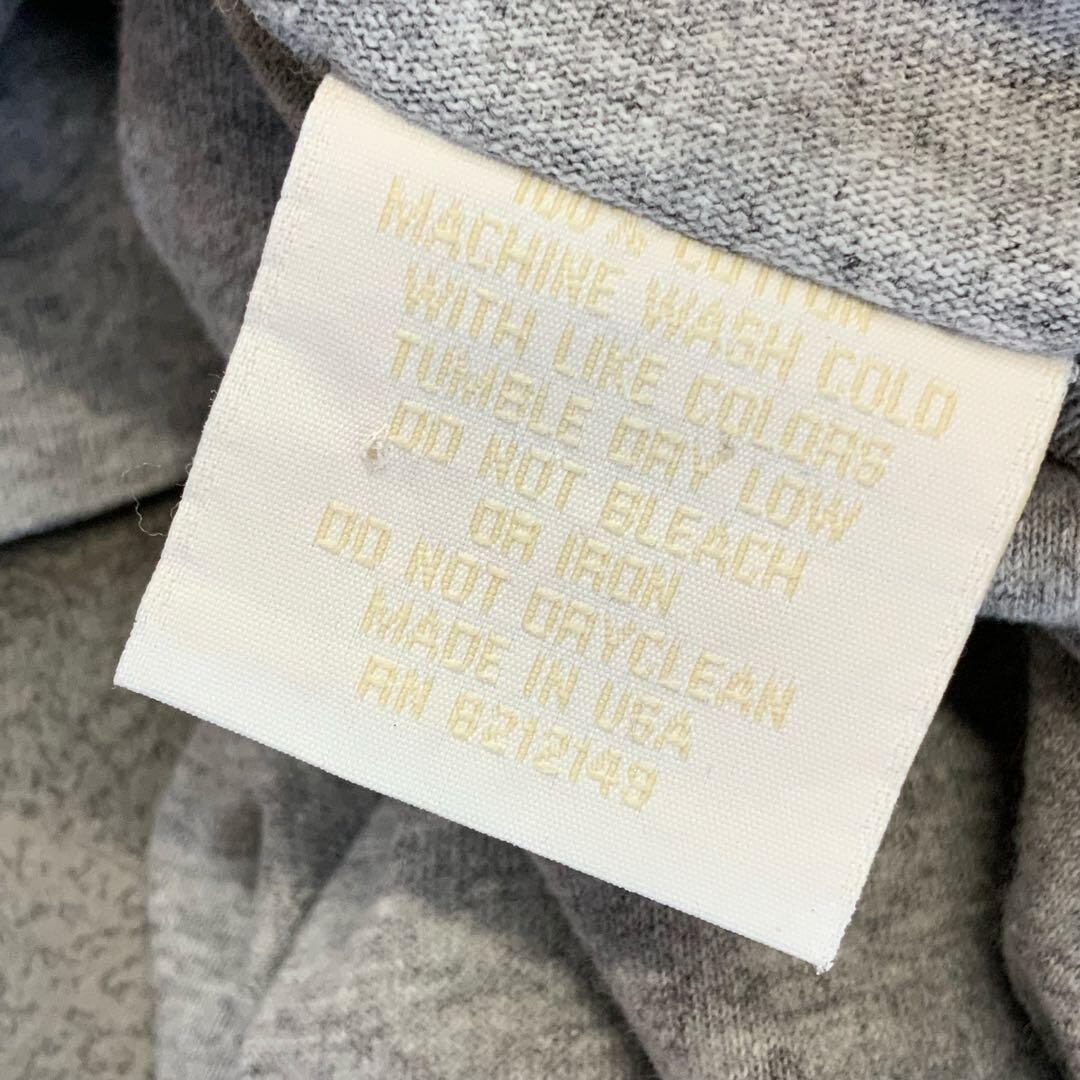 100% COTTON
MACHINE WASH COLD
WITH LIKE COLORS
TUMBLE DRY LOW
DO NOT BLEACH
OR IRON
DO NOT DRYCLEAN
MADE IN USA
RN 8212149